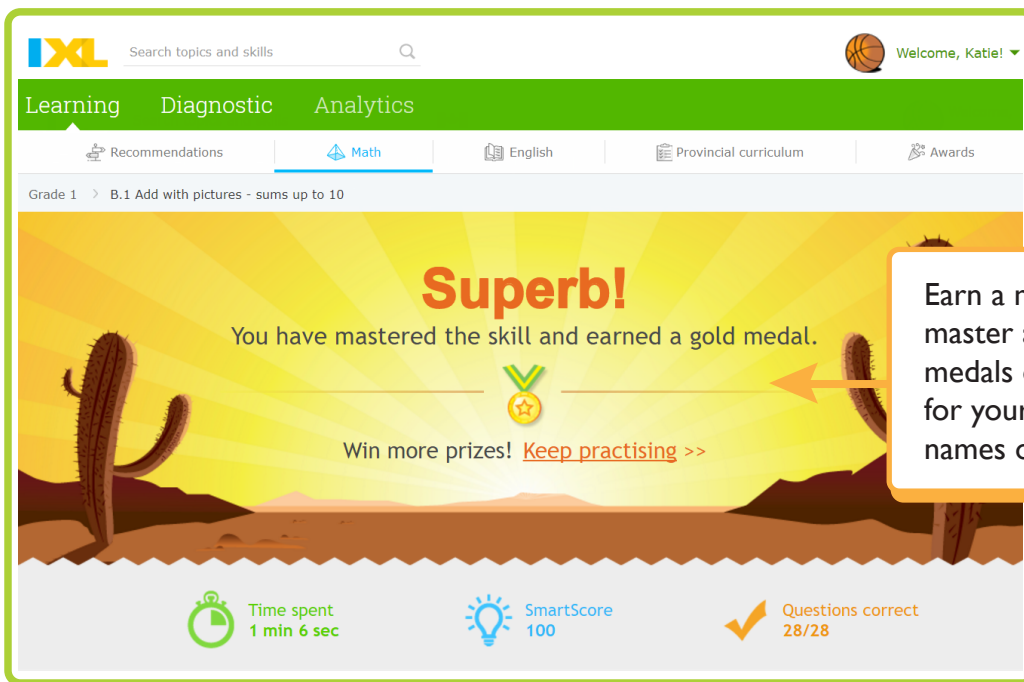 IXL
Search topics and skills
Welcome, Katie!
Learning Diagnostic Analytics
Recommendations Math English Provincial curriculum Awards
Grade 1 > B.1 Add with pictures - sums up to 10
Superb!
You have mastered the skill and earned a gold medal.
Win more prizes! Keep practising >>
Earn a
master
medals
for your
names
Time spent
1 min 6 sec
SmartScore
100
Questions correct
28/28